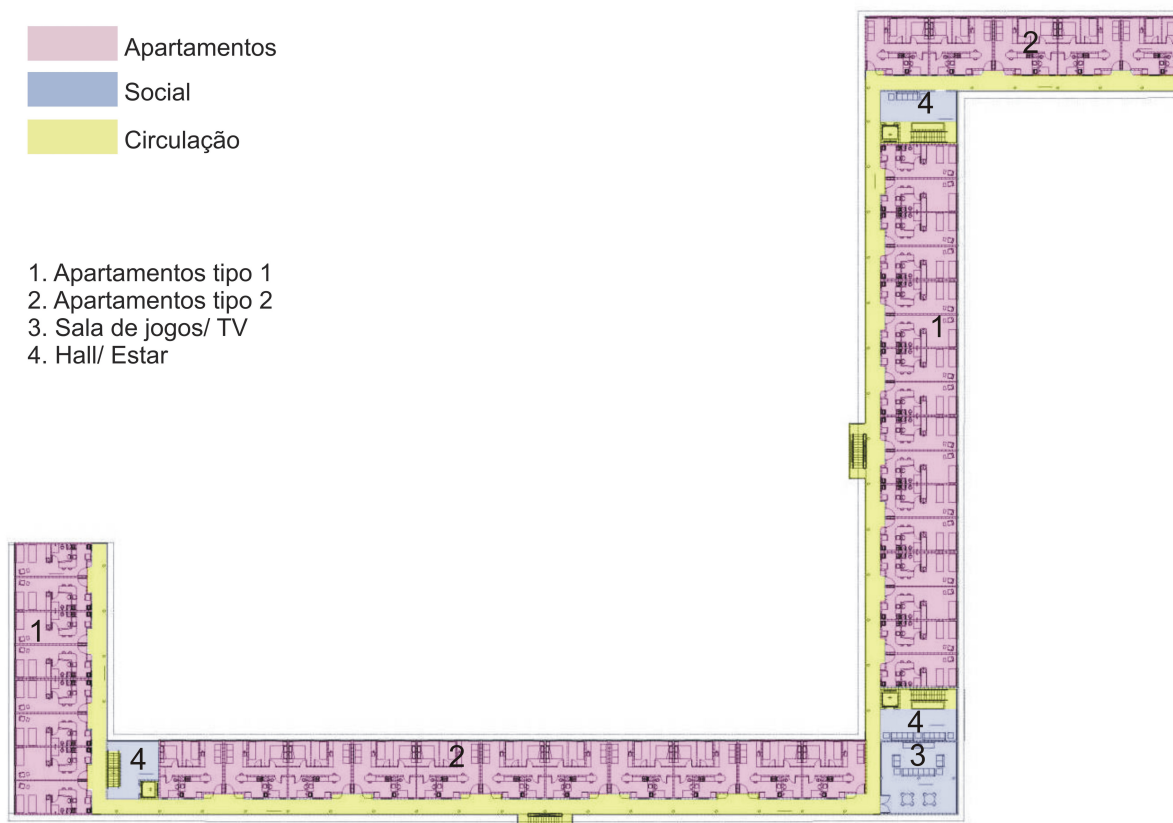 Apartamentos
Social
Circulação
1. Apartamentos tipo 1
2. Apartamentos tipo 2
3. Sala de jogos/ TV
4. Hall/ Estar
2
4
1
1
4
2
4
3